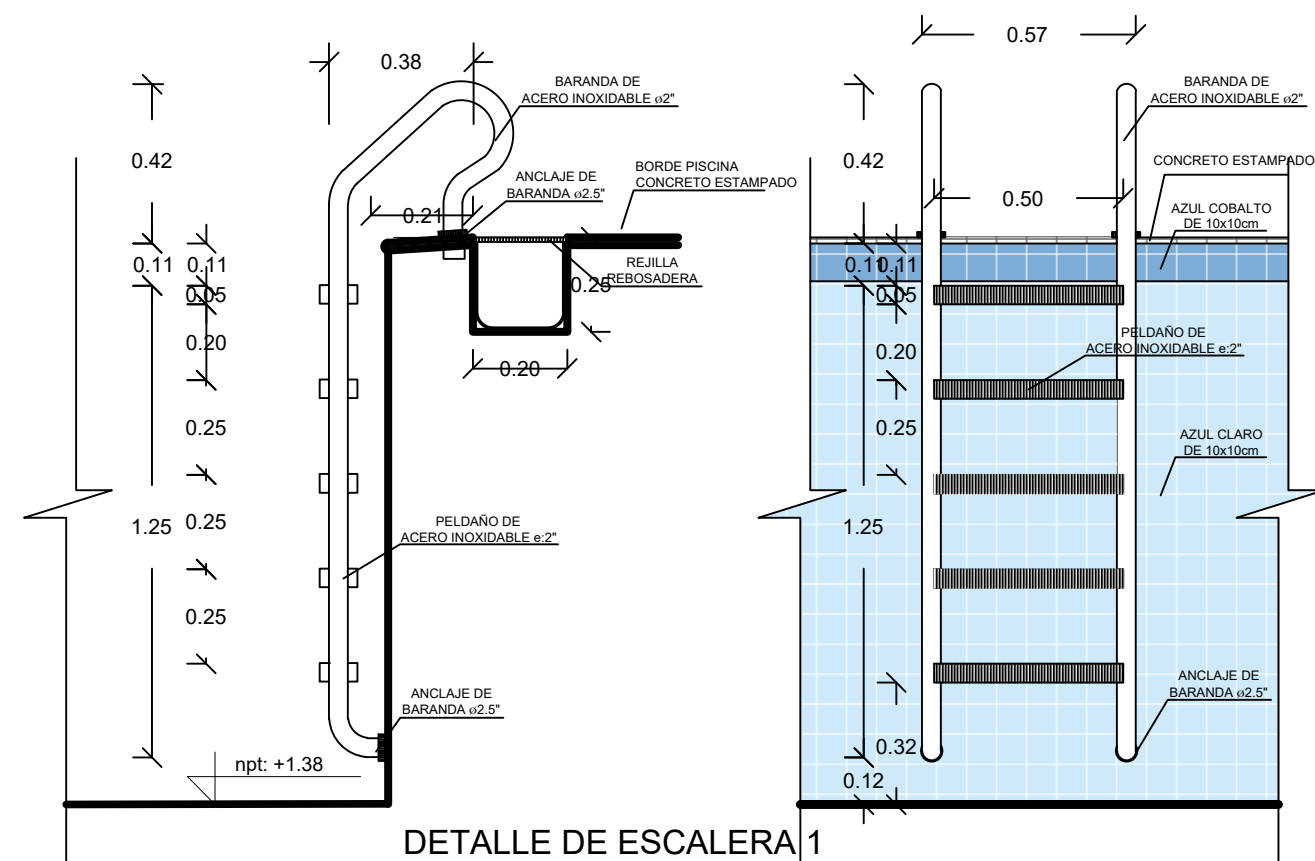 0.38
BARANDA DE
ACERO INOXIDABLE ø2"
0.42
ANCLAJE DE
BARANDA ø2.5"
BORDE PISCINA
CONCRETO ESTAMPADO
0.21
0.11
0.11
0.05
REJILLA
REBOSADERA
0.25
0.20
0.20
0.25
0.25
1.25
PELDAÑO DE
ACERO INOXIDABLE e:2"
0.25
ANCLAJE DE
BARANDA ø2.5"
npt: +1.38
0.57
BARANDA DE
ACERO INOXIDABLE ø2"
0.42
CONCRETO ESTAMPADO
0.50
AZUL COBALTO
DE 10x10cm
0.11
0.11
0.05
PELDAÑO DE
ACERO INOXIDABLE e:2"
0.20
0.25
AZUL CLARO
DE 10x10cm
1.25
ANCLAJE DE
BARANDA ø2.5"
0.32
0.12
DETALLE DE ESCALERA 1